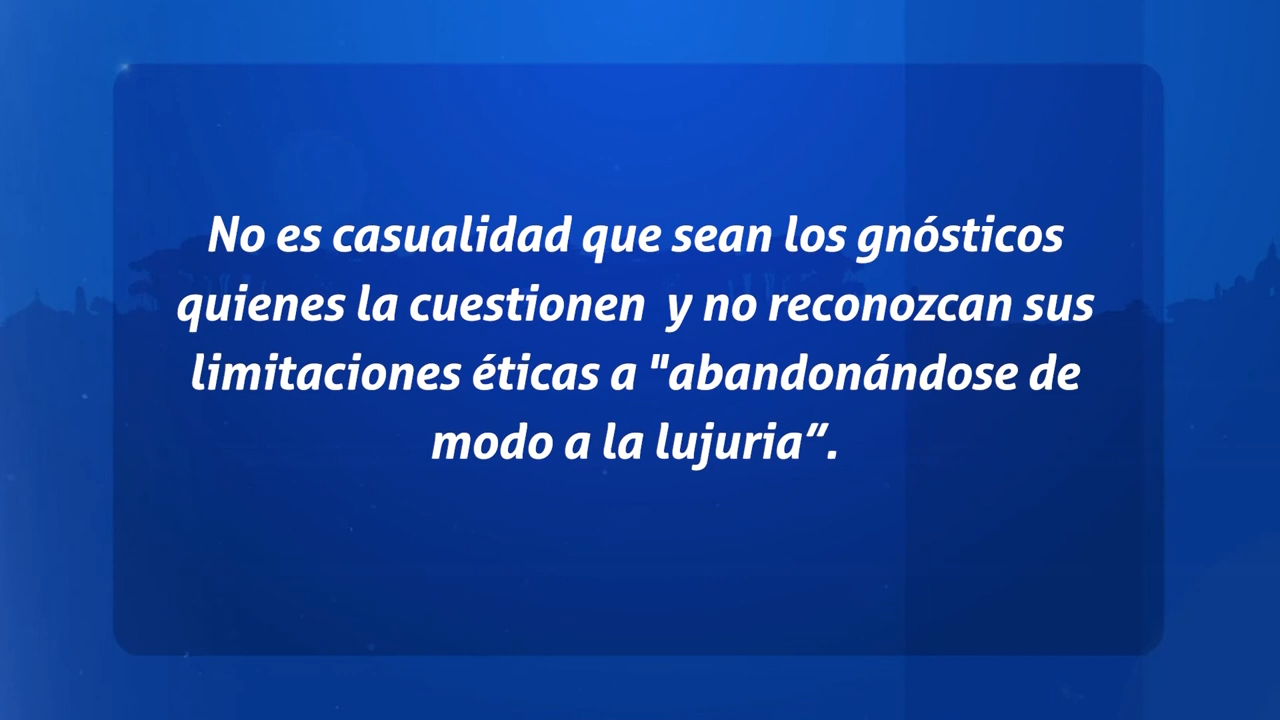 No es casualidad que sean los gnósticos
quienes la cuestionen  y no reconozcan sus
limitaciones éticas a "abandonándose de
modo a la lujuria”.